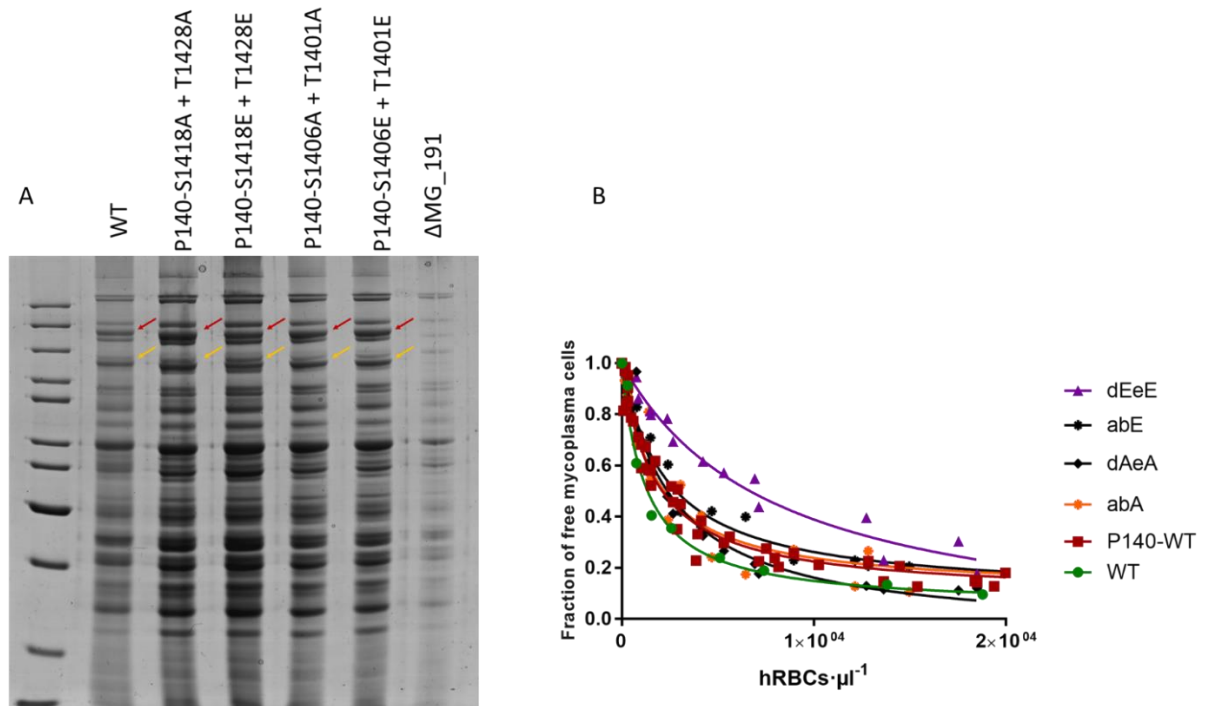 A
WT
P140-S1418A + T1428A
P140-S1418E + T1428E
P140-S1406A + T1401A
P140-S1406E + T1401E
ΔMG_191
B
Fraction of free mycoplasma cells
1.0
0.8
0.6
0.4
0.2
0.0
0
1×10⁰⁴
2×10⁰⁴
hRBCs·µl⁻¹
dEeE
abE
dAeA
abA
P140-WT
WT